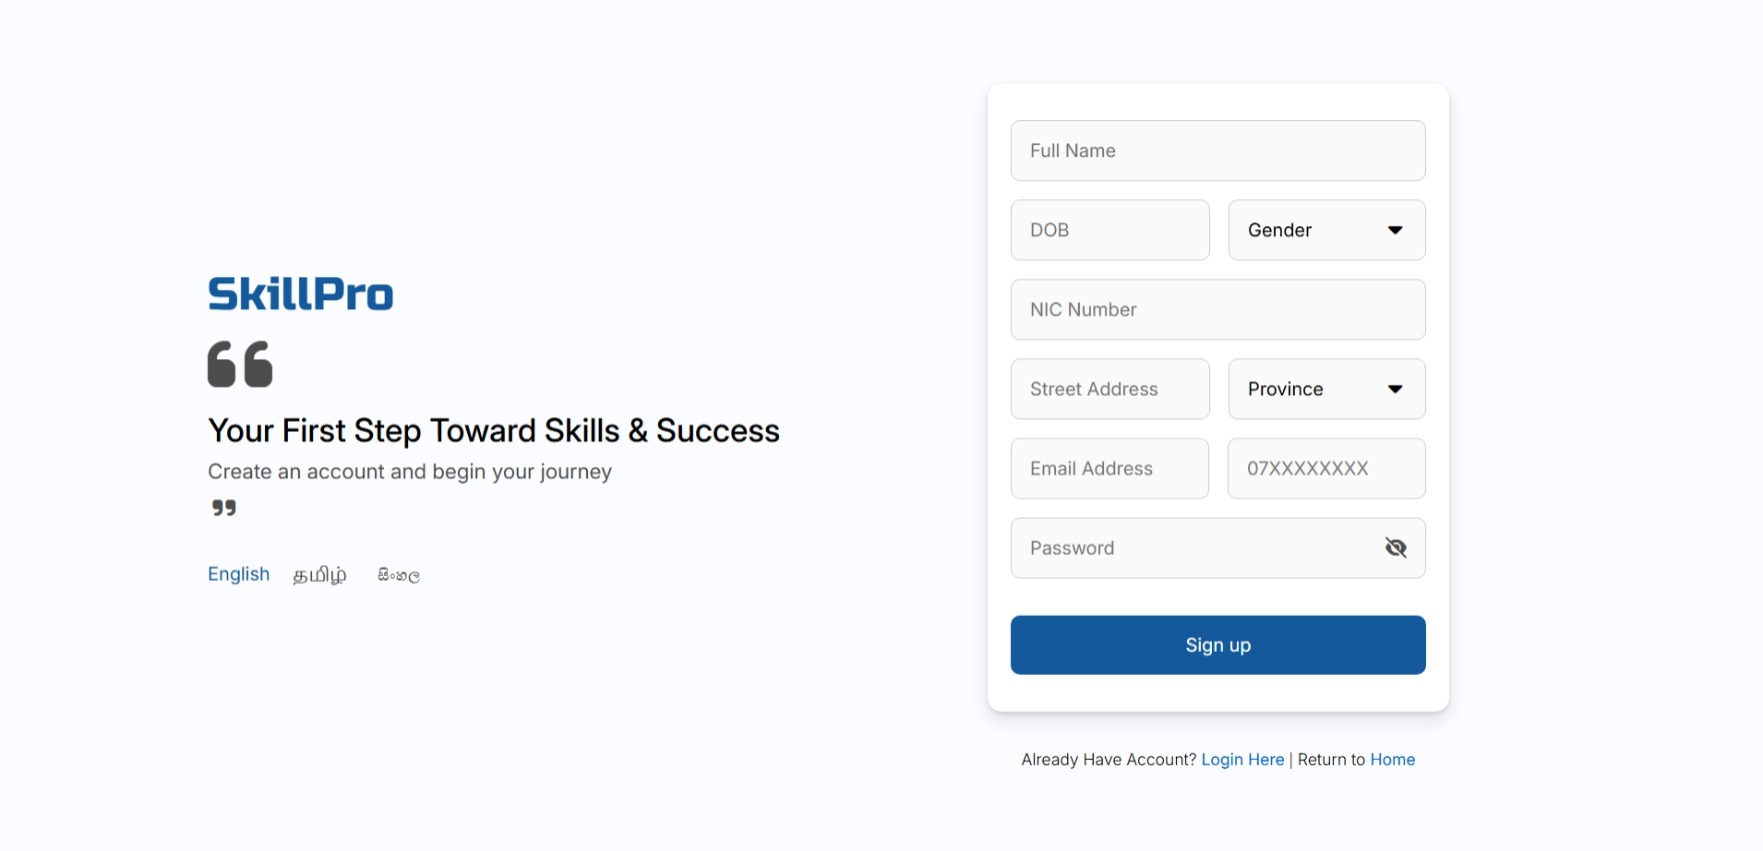 SkillPro
“
Your First Step Toward Skills & Success
Create an account and begin your journey
”
English தமிழ் සිංහල
Full Name
DOB Gender
NIC Number
Street Address Province
Email Address 07XXXXXXXX
Password
Sign up
Already Have Account? Login Here | Return to Home